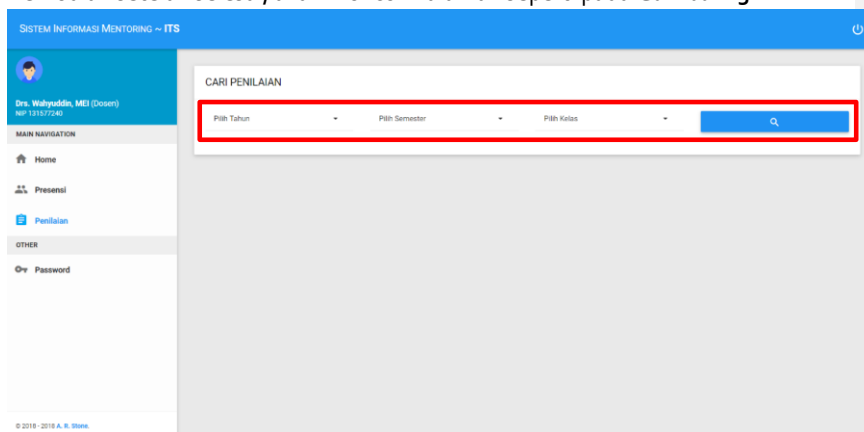 SISTEM INFORMASI MENTORING ~ ITS
Drs. Wahyuddin, MEI (Dosen)
NIP 131577240
MAIN NAVIGATION
Home
Presensi
Penilaian
OTHER
Password
© 2018 - 2018 A. R. Stone.
CARI PENILAIAN
Pilih Tahun
Pilih Semester
Pilih Kelas